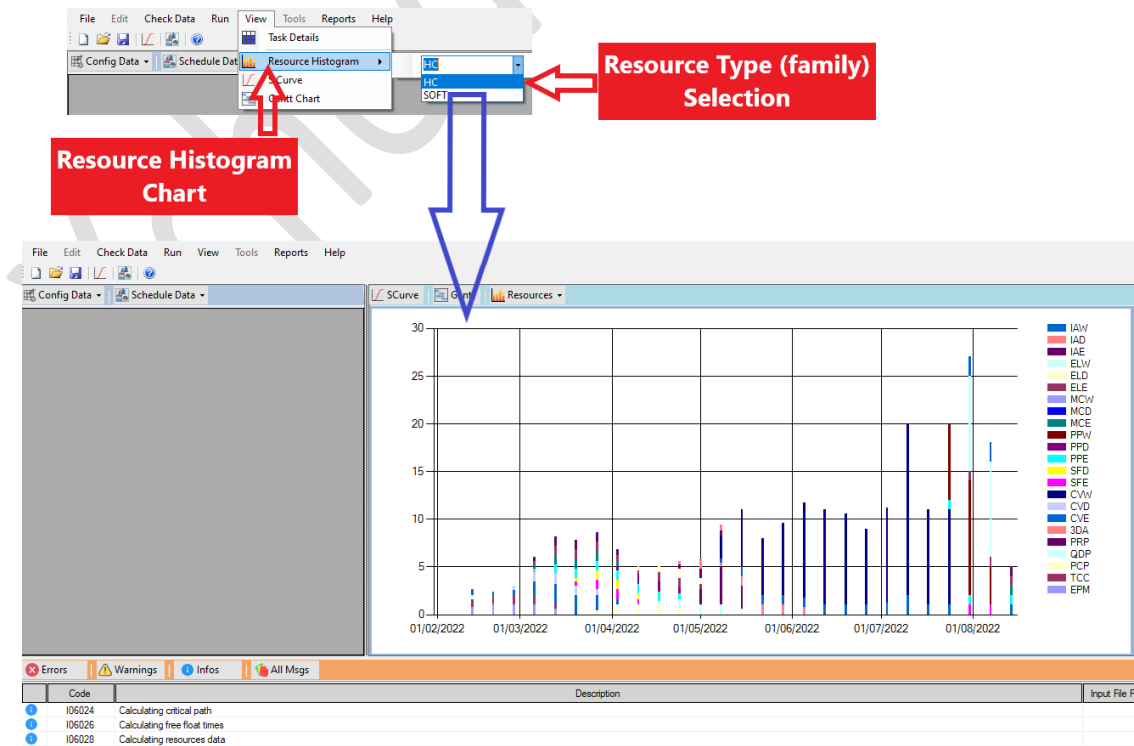 File Edit Check Data Run View Tools Reports Help
Task Details
Config Data Schedule Dat Resource Histogram HC
HC
SCurve SOFT
Gantt Chart
Resource Type (family)
Selection
Resource Histogram
Chart
File Edit Check Data Run View Tools Reports Help
Config Data Schedule Data SCurve Gantt Resources
30
25
20
15
10
5
0
01/02/2022 01/03/2022 01/04/2022 01/05/2022 01/06/2022 01/07/2022 01/08/2022
IAW
IAD
IAE
ELW
ELD
ELE
MCW
MCD
MCE
PPW
PPD
PPE
SFD
SFE
CVW
CVD
CVE
3DA
PRP
QDP
PCP
TCC
EPM
Errors Warnings Infos All Msgs
Code Description Input File
I06024 Calculating critical path
I06026 Calculating free float times
I06028 Calculating resources data